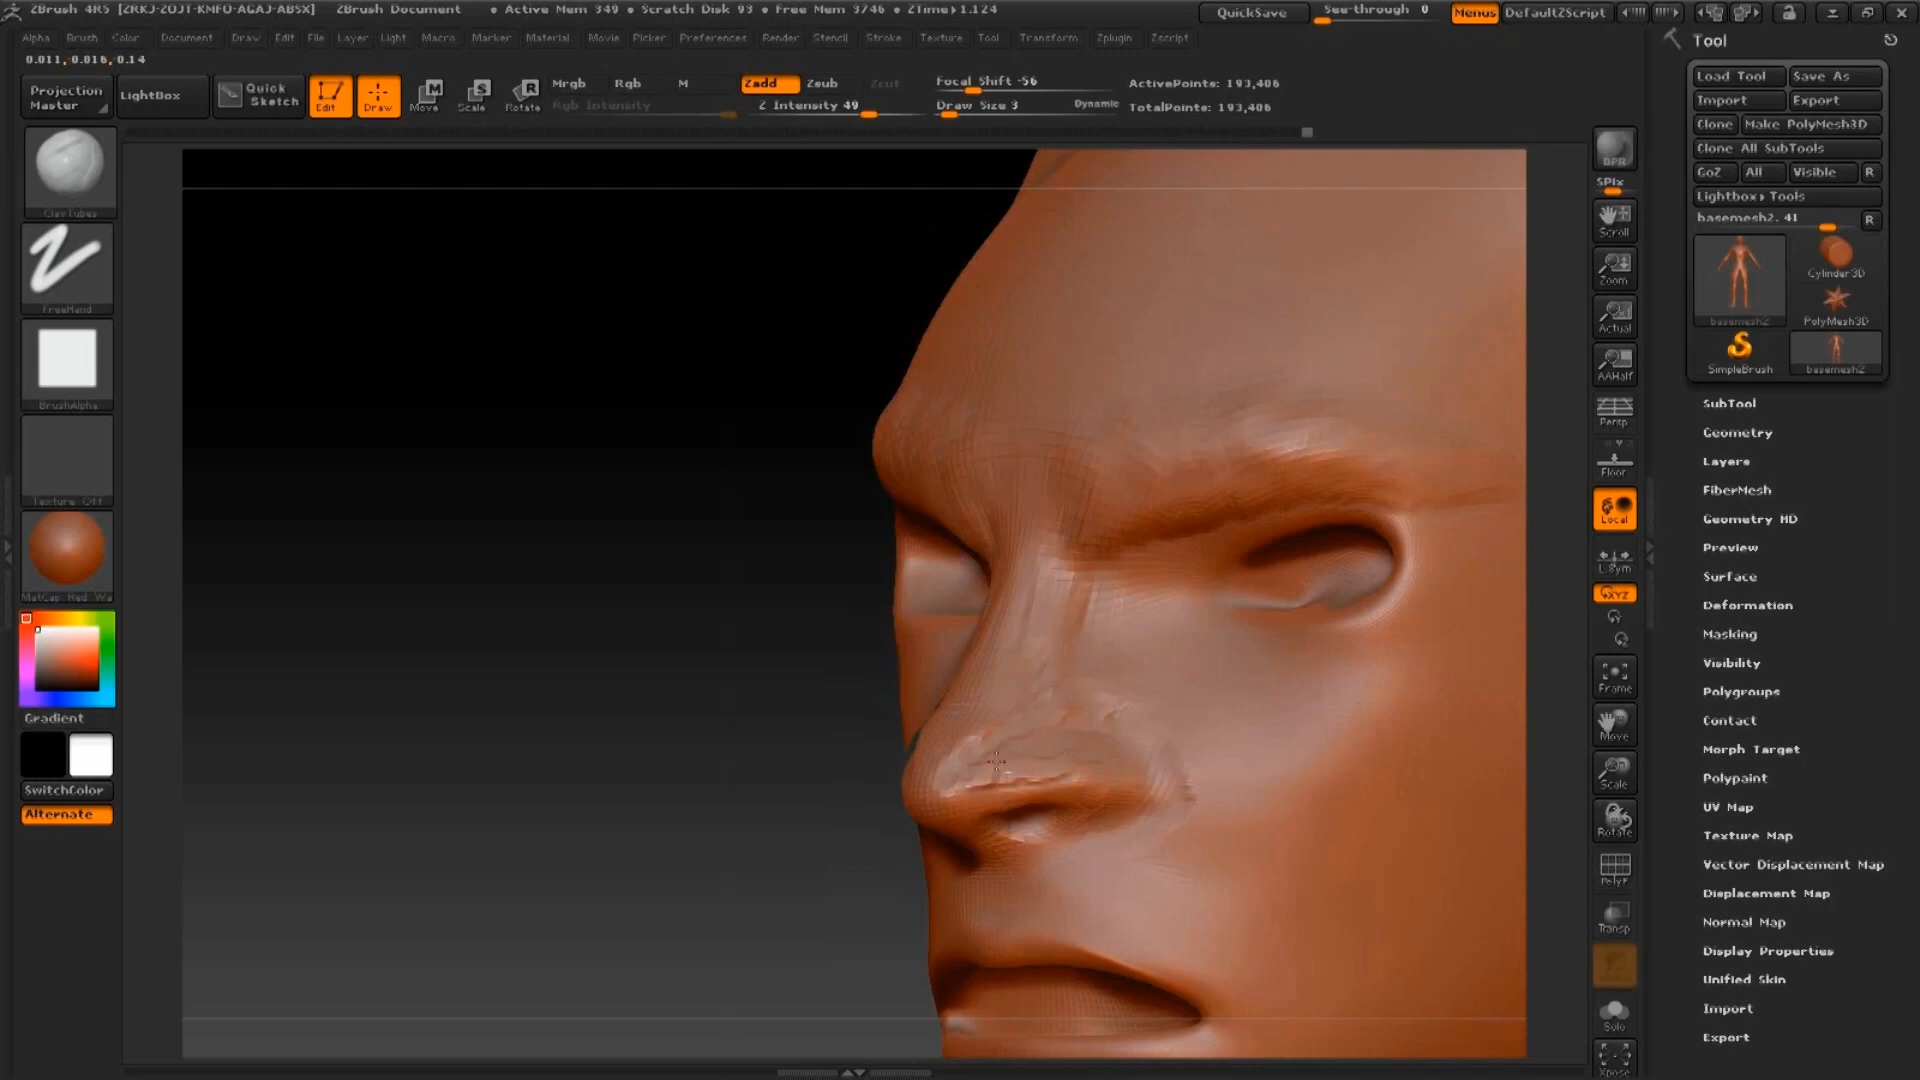 ZBrush 4R5 [ZRKJ-ZOJT-KMFO-AGAJ-ABSX] ZBrush Document • Active Mem 349 • Scratch Disk 93 • Free Mem 3746 • ZTime▸1.124 QuickSave See-through 0 Menus DefaultZScript
Alpha Brush Color Document Draw Edit File Layer Light Macro Marker Material Movie Picker Preferences Render Stencil Stroke Texture Tool Transform Zplugin Zscript
0.011,-0.016,0.14
Projection Master
LightBox
Quick Sketch
Edit
Draw
Move
Scale
Rotate
Mrgb Rgb M
Rgb Intensity
Zadd Zsub Zcut
Z Intensity 49
Focal Shift -56
Draw Size 3 Dynamic
ActivePoints: 193,406
TotalPoints: 193,406
ClayTubes
FreeHand
BrushAlpha
Texture Off
MatCap Red Wa
Gradient
SwitchColor
Alternate
BPR
SPix
Scroll
Zoom
Actual
AAHalf
Persp
Floor
Local
L.Sym
XYZ
Frame
Move
Scale
Rotate
PolyF
Transp
Solo
Xpose
Tool
Load Tool Save As
Import Export
Clone Make PolyMesh3D
Clone All SubTools
GoZ All Visible R
Lightbox▸Tools
basemesh2. 41 R
basemesh2
Cylinder3D
PolyMesh3D
SimpleBrush
basemesh2
SubTool
Geometry
Layers
FiberMesh
Geometry HD
Preview
Surface
Deformation
Masking
Visibility
Polygroups
Contact
Morph Target
Polypaint
UV Map
Texture Map
Vector Displacement Map
Displacement Map
Normal Map
Display Properties
Unified Skin
Import
Export